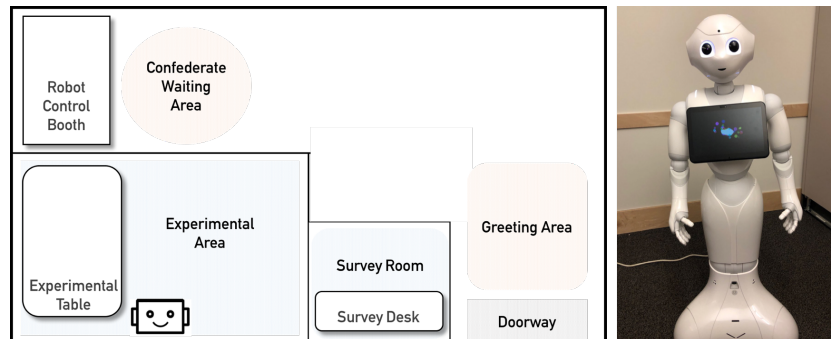 Robot
Control
Booth
Confederate
Waiting
Area
Experimental
Area
Experimental
Table
Survey Room
Survey Desk
Greeting Area
Doorway